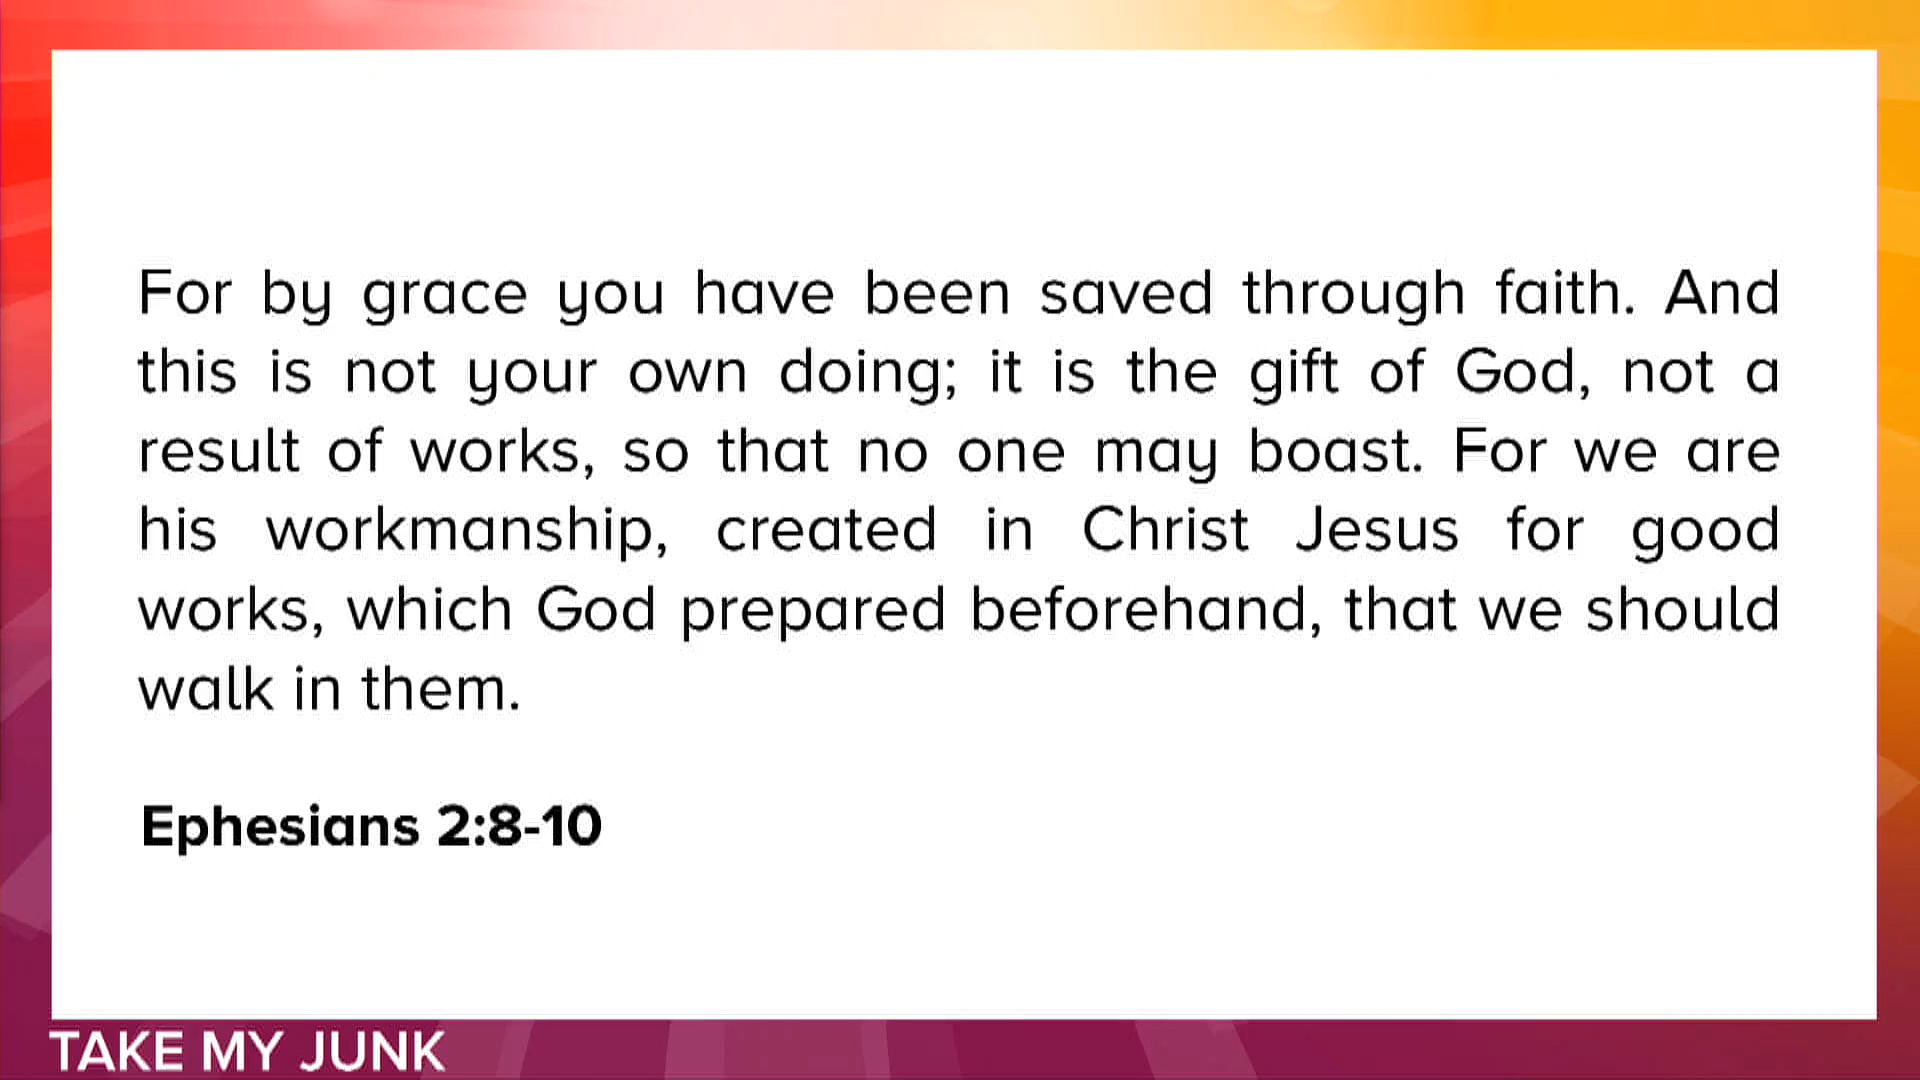 For by grace you have been saved through faith. And
this is not your own doing; it is the gift of God, not a
result of works, so that no one may boast. For we are
his workmanship, created in Christ Jesus for good
works, which God prepared beforehand, that we should
walk in them.
Ephesians 2:8-10
TAKE MY JUNK